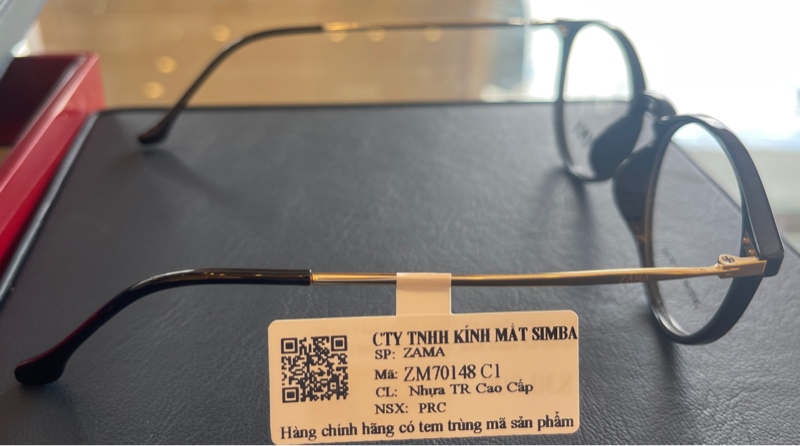 CTY TNHH KÍNH MẮT SIMBA
SP: ZAMA
Mã: ZM70148 C1
CL: Nhựa TR Cao Cấp
NSX: PRC
Hàng chính hãng có tem trùng mã sản phẩm